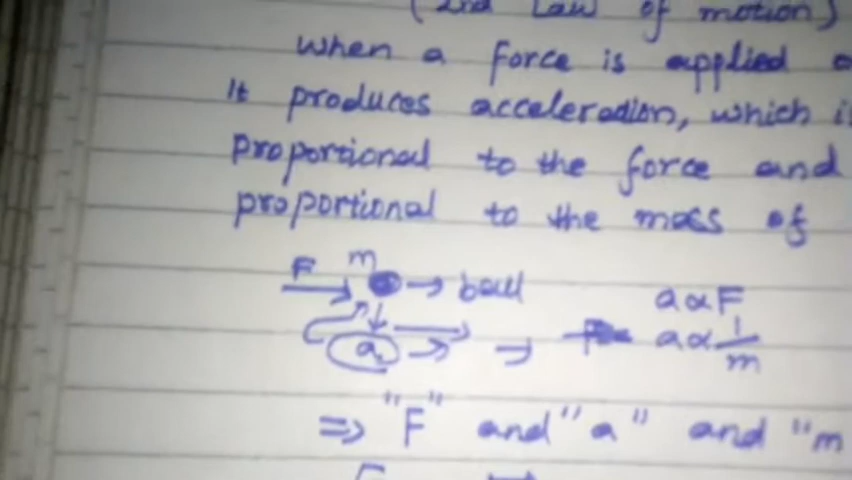 (2nd Law of motion)
when a force is applied
It produces acceleration, which
proportional to the force and
proportional to the mass of
F m → ball a∝F
a → ⇒ a∝1/m
⇒ "F" and "a" and "m